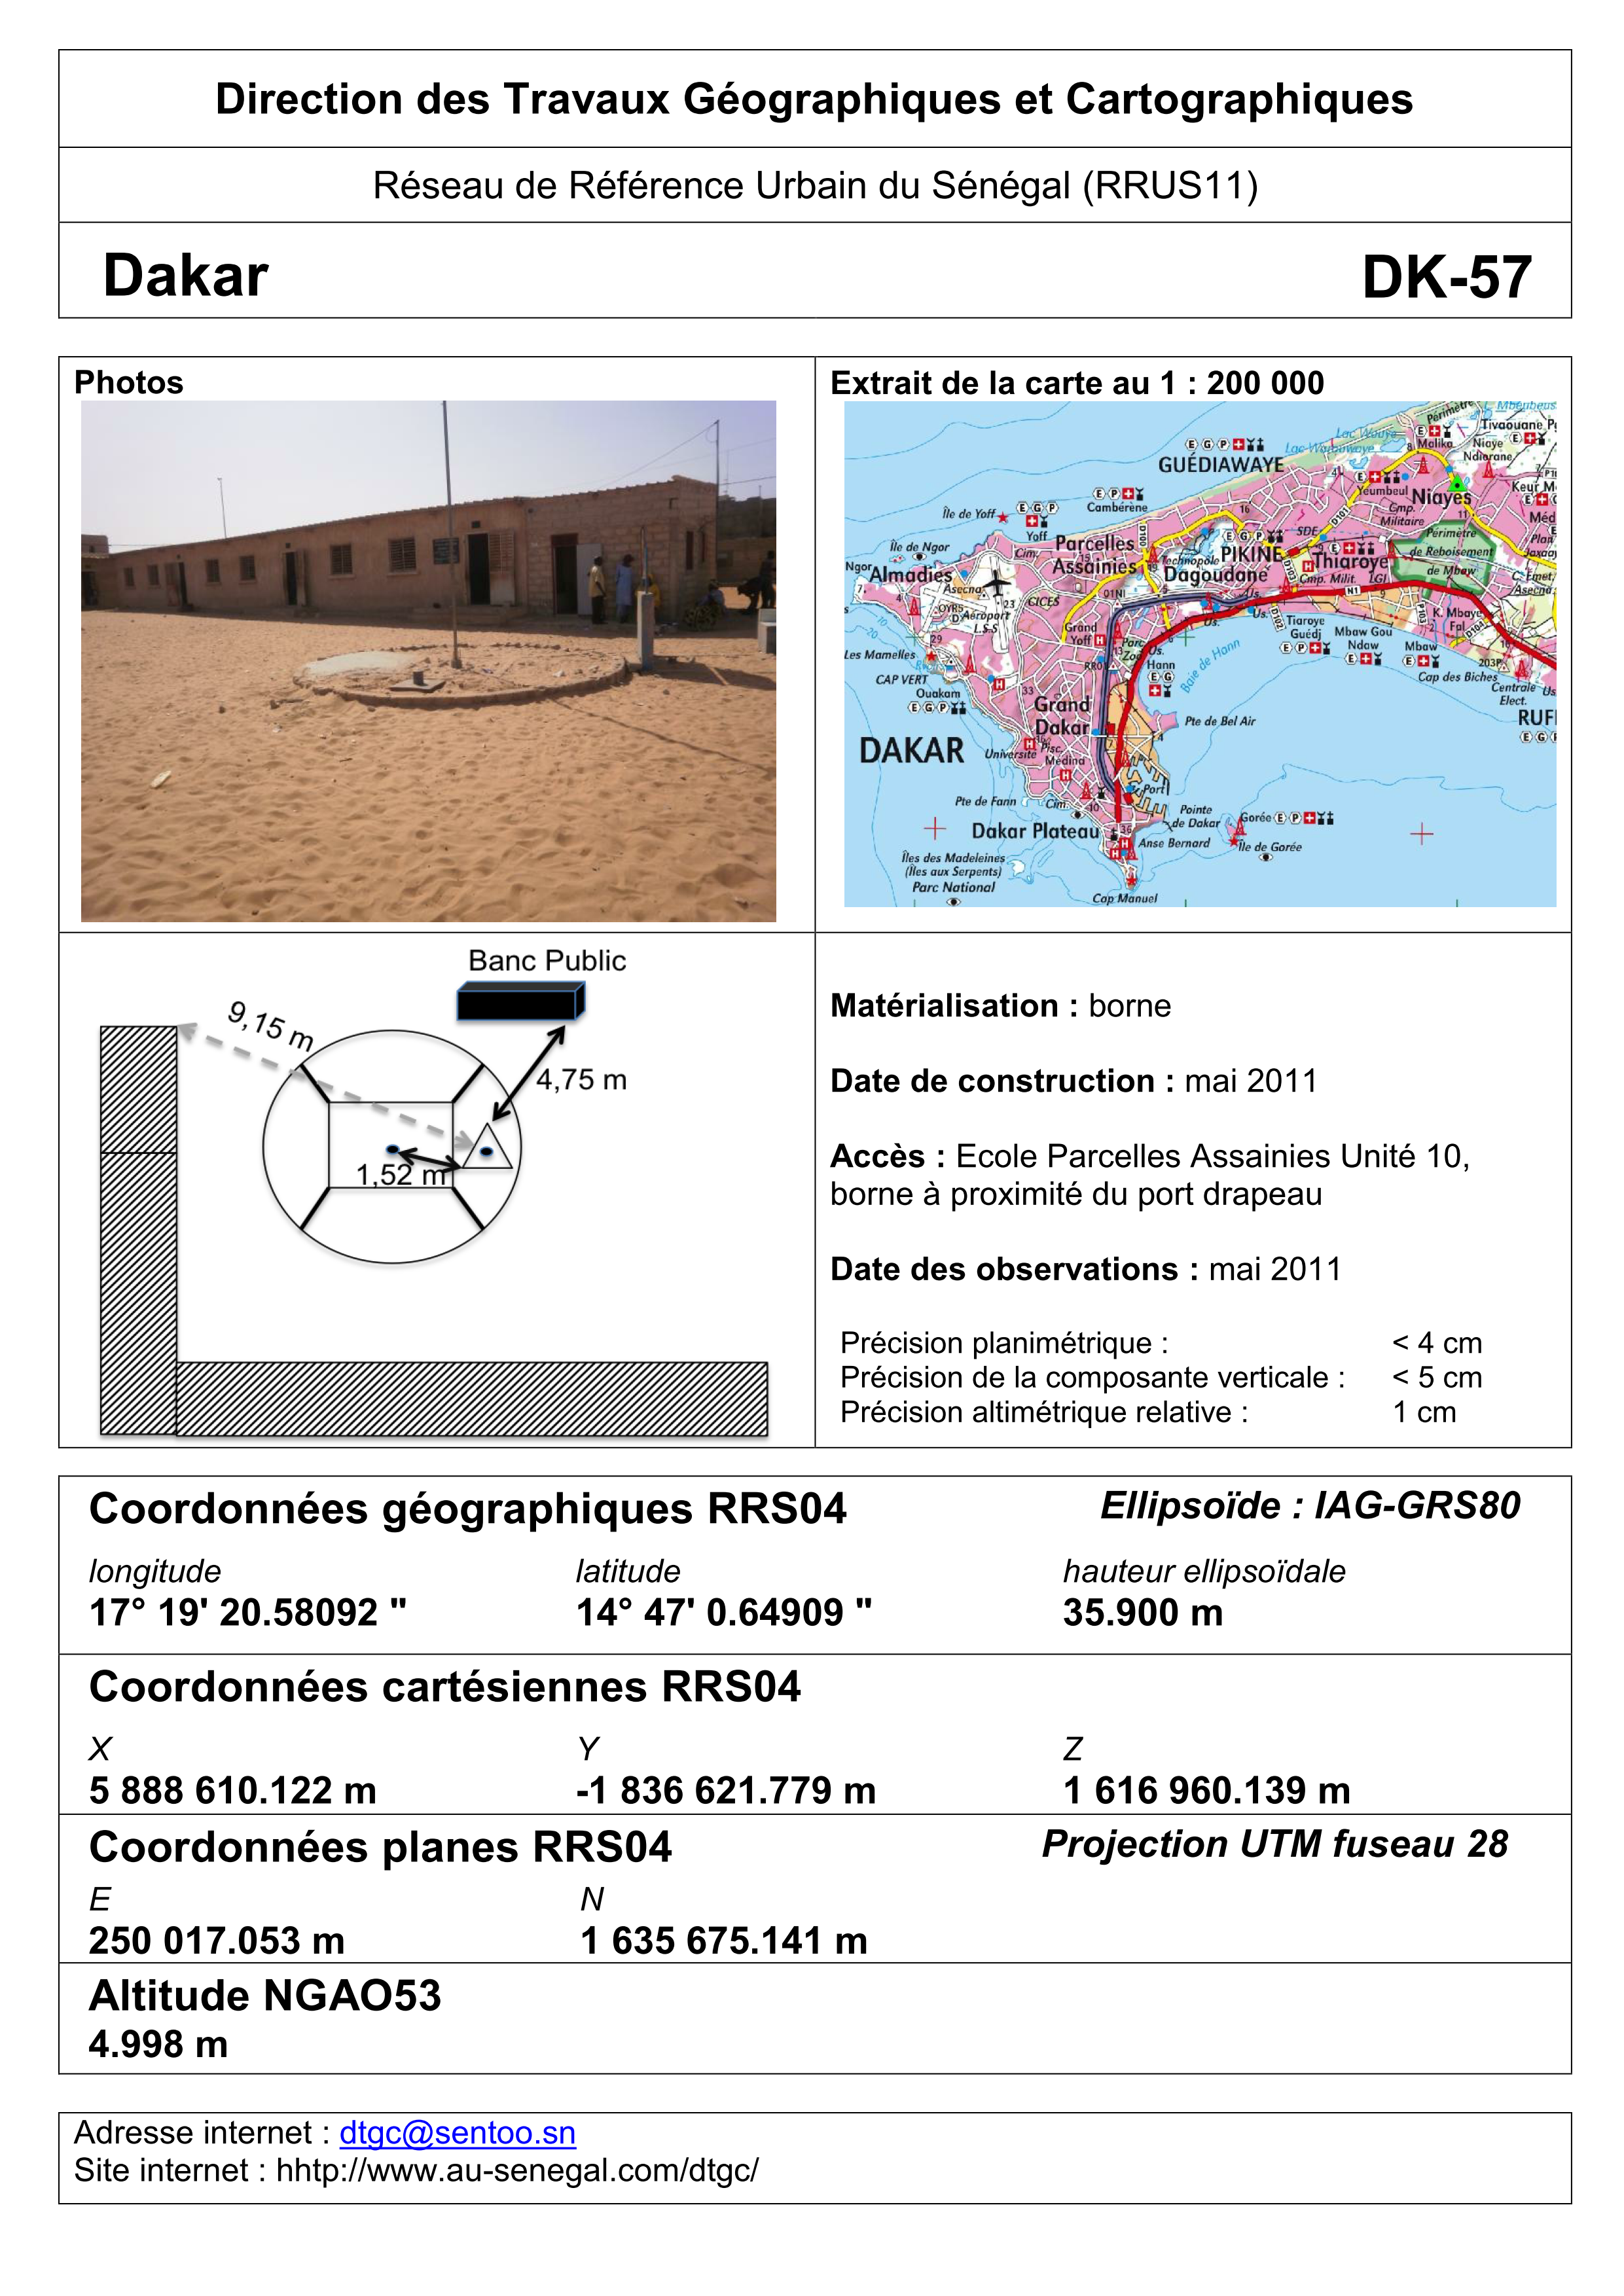 Direction des Travaux Géographiques et Cartographiques
Réseau de Référence Urbain du Sénégal (RRUS11)
Dakar
DK-57
Photos
Extrait de la carte au 1 : 200 000
GUÉDIAWAYE
Cambérène
Île de Yoff
Yoff
Île de Ngor
Ngor
Almadies
Parcelles
Assainies
PIKINE
Technopole
Dagoudane
Thiaroye
Yeumbeul
Malika
Niayes
Cmp.
Militaire
Périmètre
de Reboisement
de Mbaw
Tivaouane
Niaye
Ndiorane
Lac Wouye
Lac Warouwaye
SDE
D101
Cmp. Milit.
LGI
N1
Asecna
Aéroport
L.S.S
CICES
Grand
Yoff
Hann
Baie de Hann
Tiaroye
Guédj
Mbaw Gou
Ndaw
Mbaw
K. Mbaye
Fal
Cap des Biches
Centrale
Elect.
RUFI
Les Mamelles
CAP VERT
Ouakam
Grand
Dakar
DAKAR
Université
Médina
Pte de Bel Air
Pte de Fann
Cim.
Port
Pointe
de Dakar
Dakar Plateau
Anse Bernard
Gorée
Île de Gorée
Îles des Madeleines
(Îles aux Serpents)
Parc National
Cap Manuel
Banc Public
9,15 m
4,75 m
1,52 m
Matérialisation : borne
Date de construction : mai 2011
Accès : Ecole Parcelles Assainies Unité 10,
borne à proximité du port drapeau
Date des observations : mai 2011
Précision planimétrique : < 4 cm
Précision de la composante verticale : < 5 cm
Précision altimétrique relative : 1 cm
Coordonnées géographiques RRS04 Ellipsoïde : IAG-GRS80
longitude latitude hauteur ellipsoïdale
17° 19' 20.58092 " 14° 47' 0.64909 " 35.900 m
Coordonnées cartésiennes RRS04
X Y Z
5 888 610.122 m -1 836 621.779 m 1 616 960.139 m
Coordonnées planes RRS04 Projection UTM fuseau 28
E N
250 017.053 m 1 635 675.141 m
Altitude NGAO53
4.998 m
Adresse internet : dtgc@sentoo.sn
Site internet : hhtp://www.au-senegal.com/dtgc/